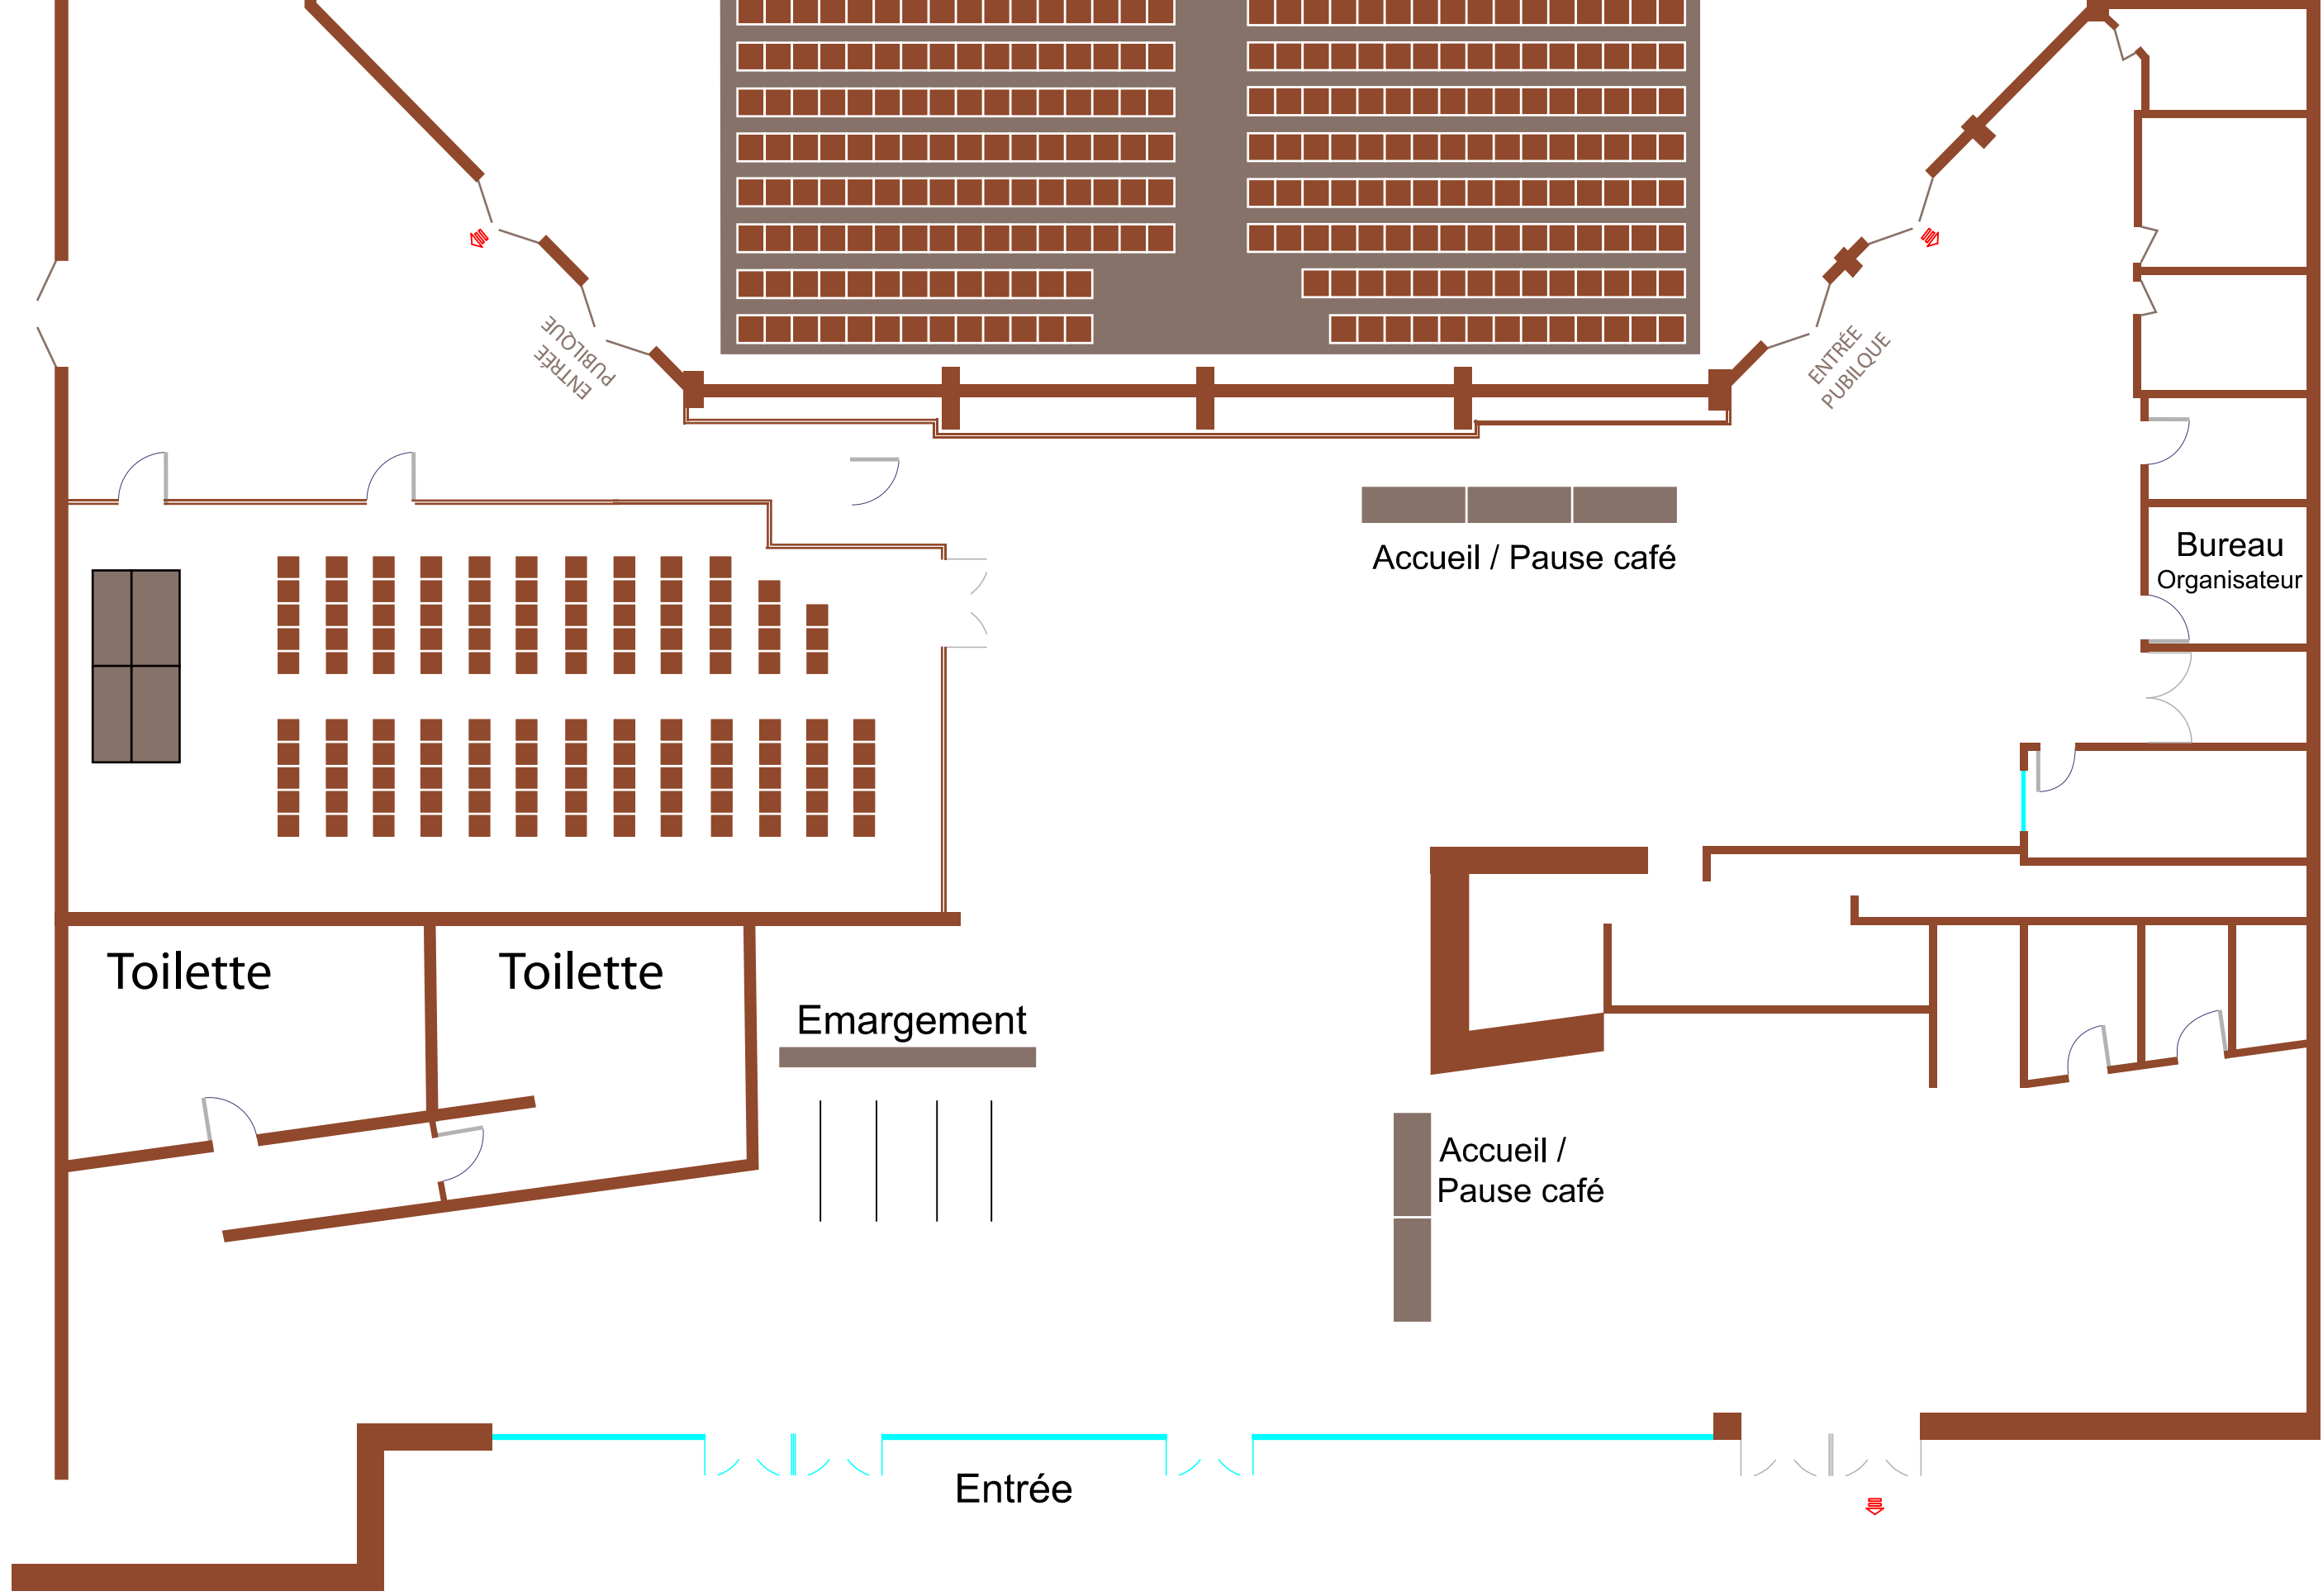 ENTRÉE
PUBILQUE
ENTRÉE
PUBILQUE
Accueil / Pause café
Bureau
Organisateur
Toilette
Toilette
Emargement
Accueil /
Pause café
Entrée